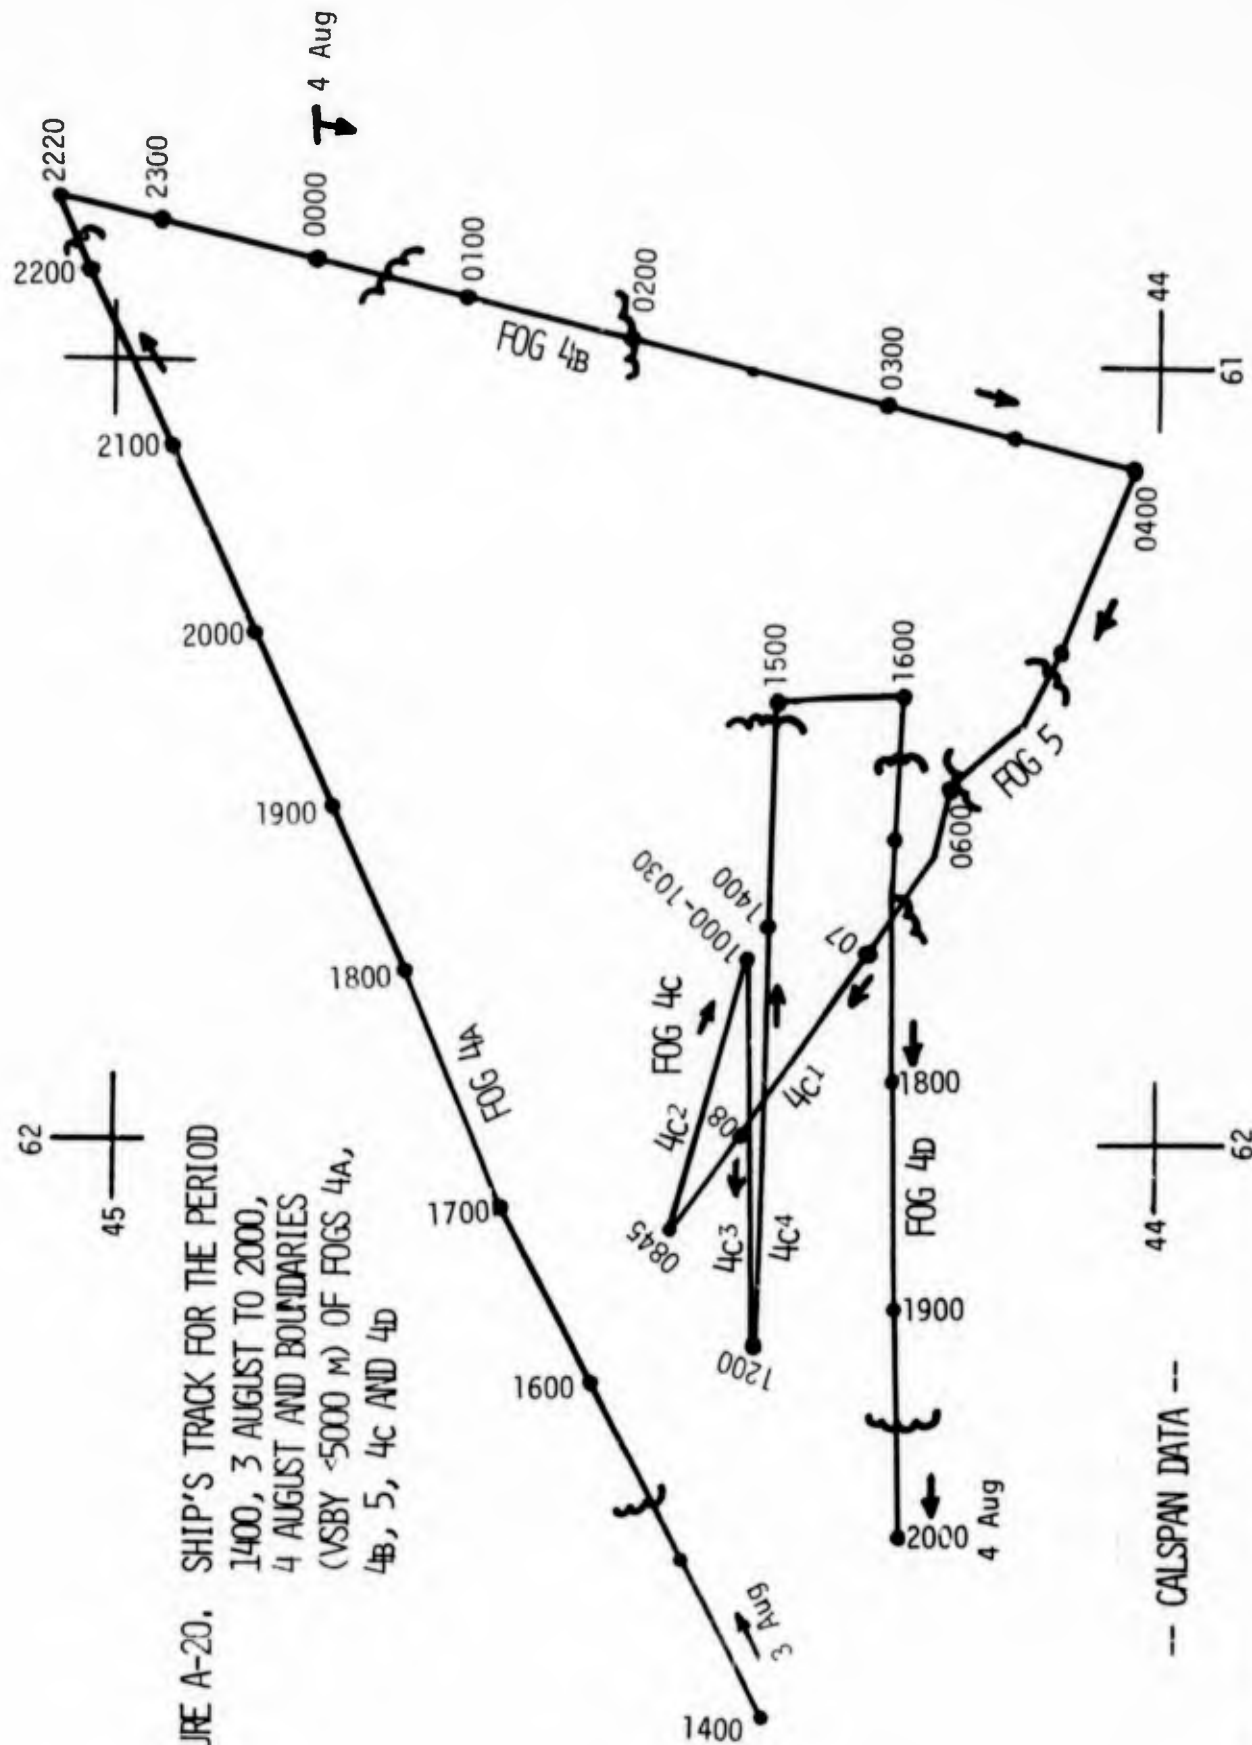 URE A-20. SHIP'S TRACK FOR THE PERIOD
1400, 3 AUGUST TO 2000,
4 AUGUST AND BOUNDARIES
(VSBY <5000 M) OF FOGS 4A,
4B, 5, 4C AND 4D
62
45
1400
3 Aug
1600
1700
FOG 4A
1800
1900
2000
2100
2200
2220
2300
0000
4 Aug
0100
FOG 4B
0200
0300
44
61
0400
FOG 5
0600
07
4C1
08
0845
4C2
FOG 4C
1000-1030
4C3
1200
4C4
1400
1500
1600
1800
FOG 4D
1900
2000
4 Aug
44
62
-- CALSPAN DATA --